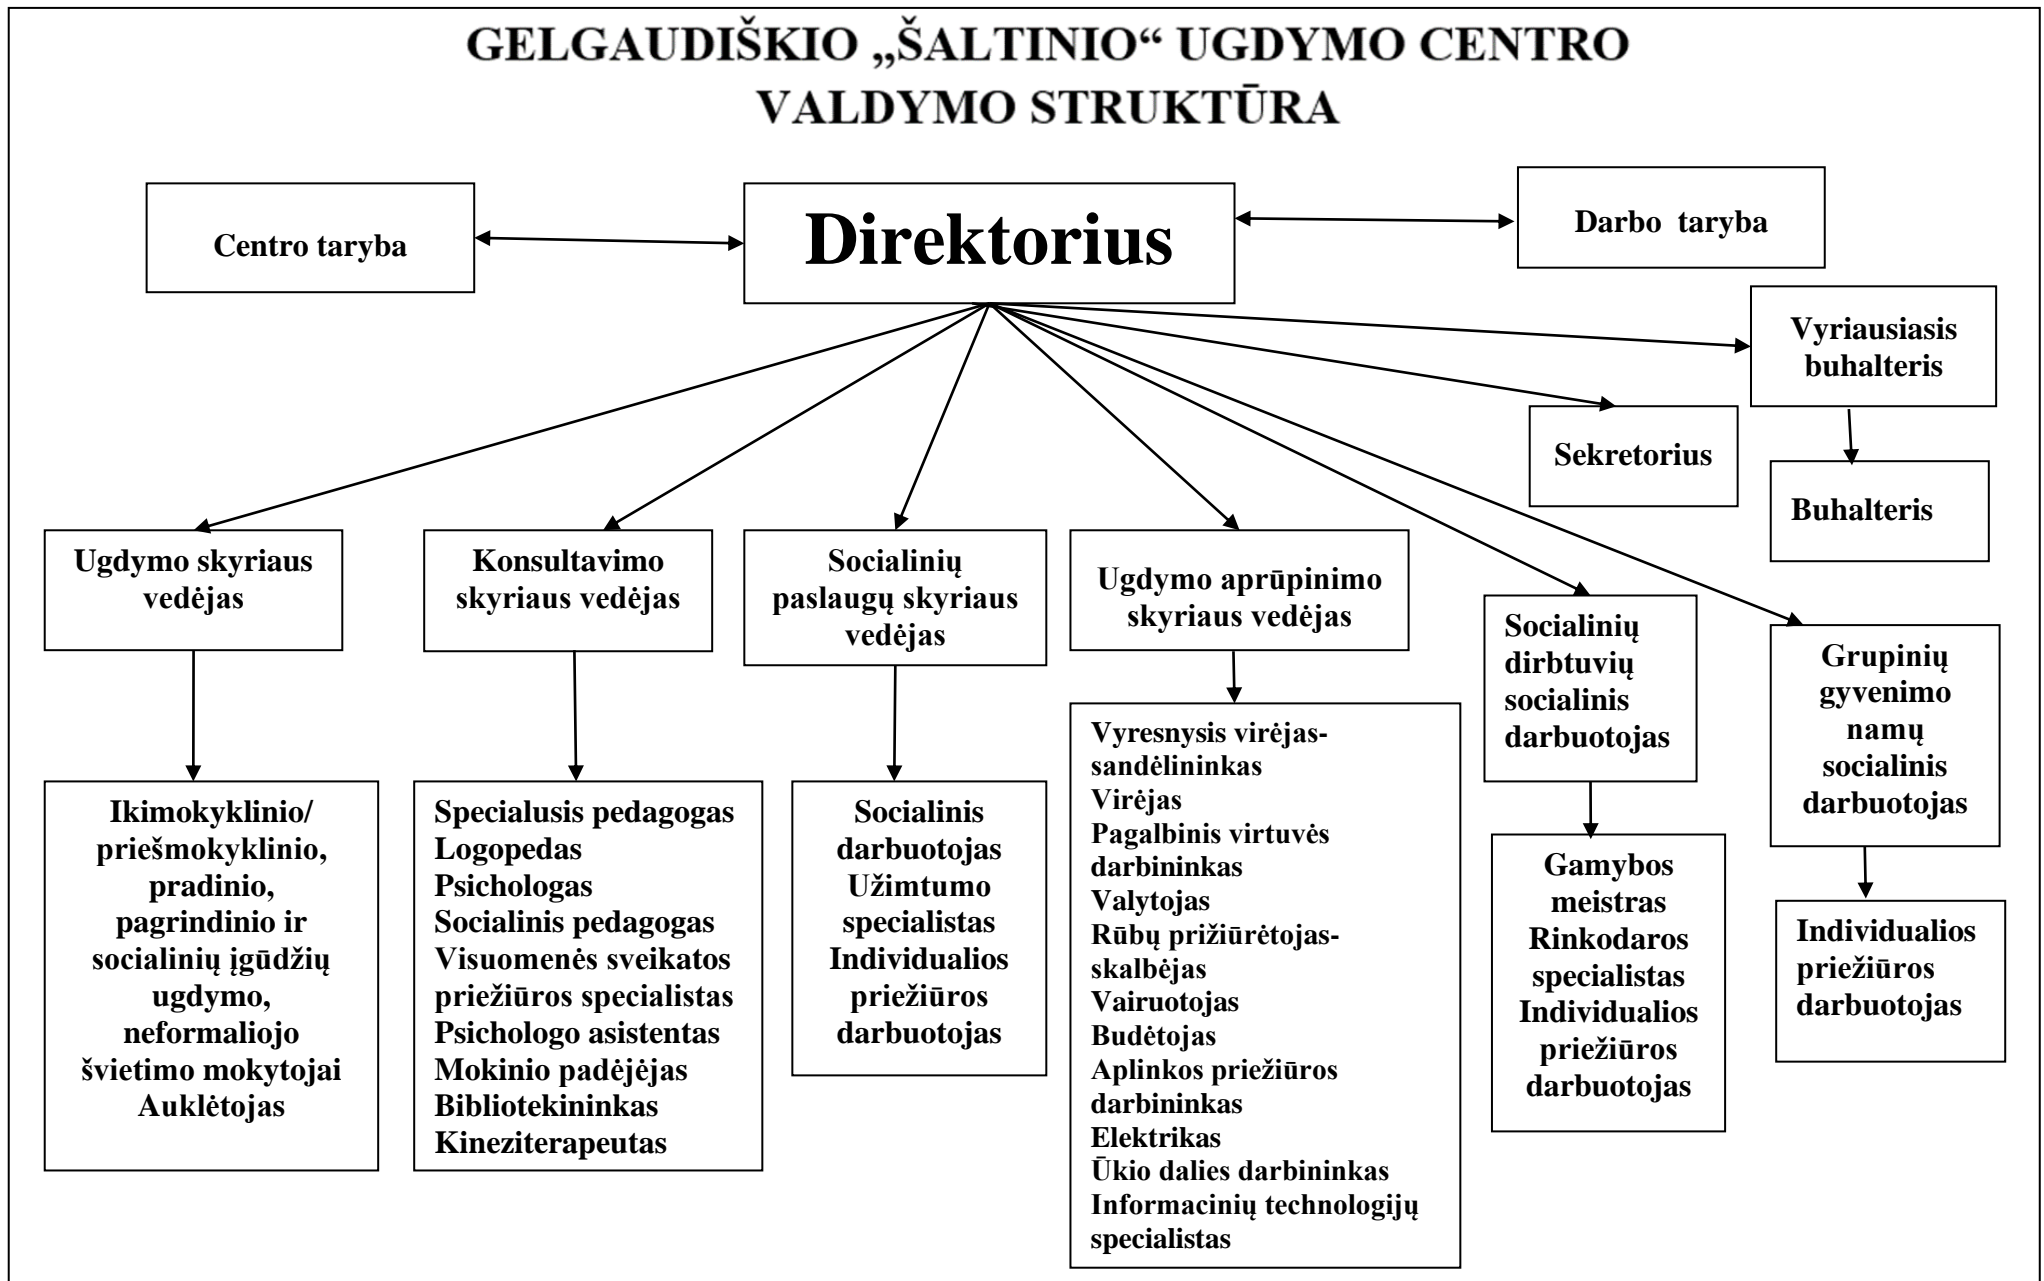 GELGAUDIŠKIO „ŠALTINIO“ UGDYMO CENTRO
VALDYMO STRUKTŪRA
Centro taryba
Direktorius
Darbo taryba
Vyriausiasis
buhalteris
Sekretorius
Buhalteris
Ugdymo skyriaus
vedėjas
Konsultavimo
skyriaus vedėjas
Socialinių
paslaugų skyriaus
vedėjas
Ugdymo aprūpinimo
skyriaus vedėjas
Socialinių
dirbtuvių
socialinis
darbuotojas
Grupinių
gyvenimo
namų
socialinis
darbuotojas
Ikimokyklinio/
priešmokyklinio,
pradinio,
pagrindinio ir
socialinių įgūdžių
ugdymo,
neformaliojo
švietimo mokytojai
Auklėtojas
Specialusis pedagogas
Logopedas
Psichologas
Socialinis pedagogas
Visuomenės sveikatos
priežiūros specialistas
Psichologo asistentas
Mokinio padėjėjas
Bibliotekininkas
Kineziterapeutas
Socialinis
darbuotojas
Užimtumo
specialistas
Individualios
priežiūros
darbuotojas
Vyresnysis virėjas-
sandėlininkas
Virėjas
Pagalbinis virtuvės
darbininkas
Valytojas
Rūbų prižiūrėtojas-
skalbėjas
Vairuotojas
Budėtojas
Aplinkos priežiūros
darbininkas
Elektrikas
Ūkio dalies darbininkas
Informacinių technologijų
specialistas
Gamybos
meistras
Rinkodaros
specialistas
Individualios
priežiūros
darbuotojas
Individualios
priežiūros
darbuotojas